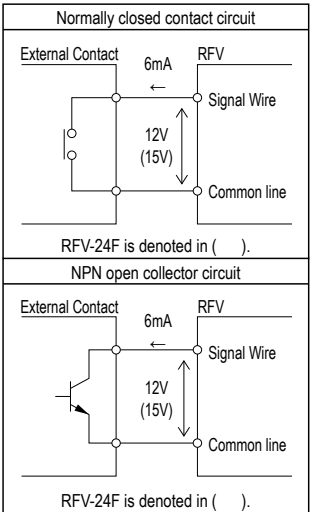 Normally closed contact circuit
External Contact
6mA
RFV
←
Signal Wire
12V
(15V)
Common line
RFV-24F is denoted in ( ).
NPN open collector circuit
External Contact
6mA
RFV
←
Signal Wire
12V
(15V)
Common line
RFV-24F is denoted in ( ).